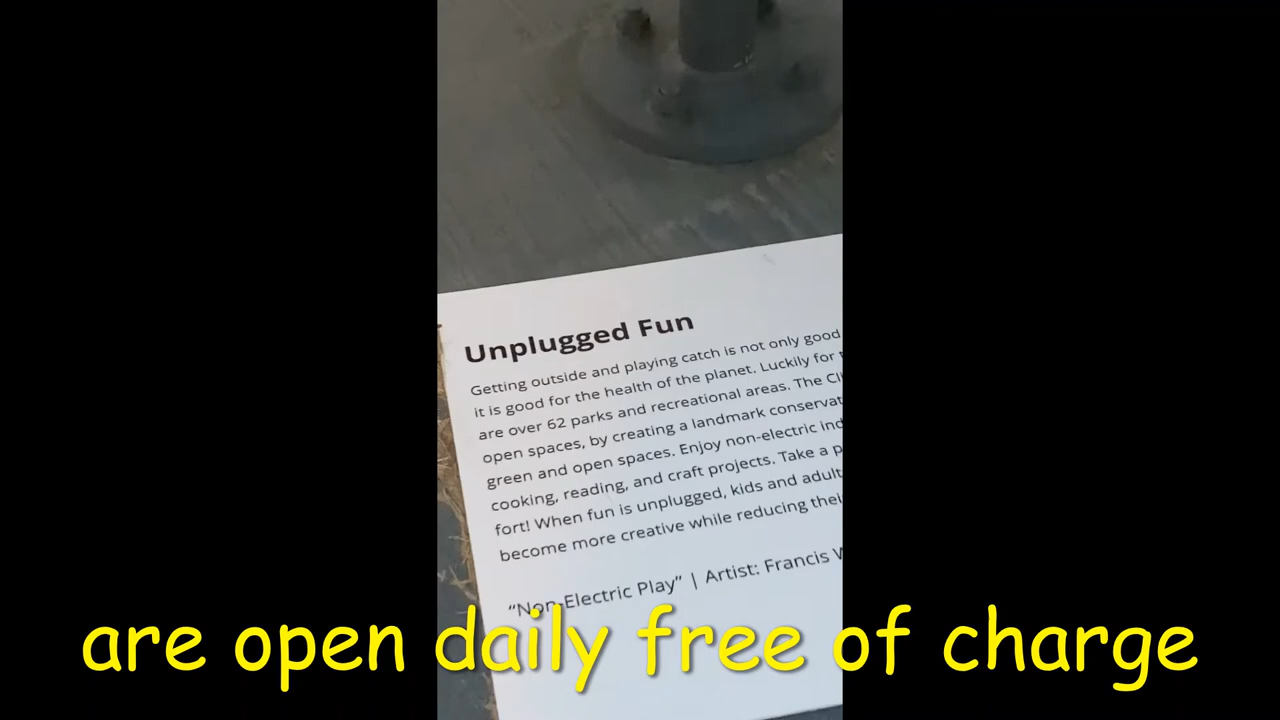 Unplugged Fun
Getting outside and playing catch is not only good
it is good for the health of the planet. Luckily for
are over 62 parks and recreational areas. The
open spaces, by creating a landmark
green and open spaces. Enjoy non-electric
cooking, reading, and craft projects. Take a
fort! When fun is unplugged, kids and
become more creative while reducing
“Non-Electric Play” | Artist: Francis
are open daily free of charge